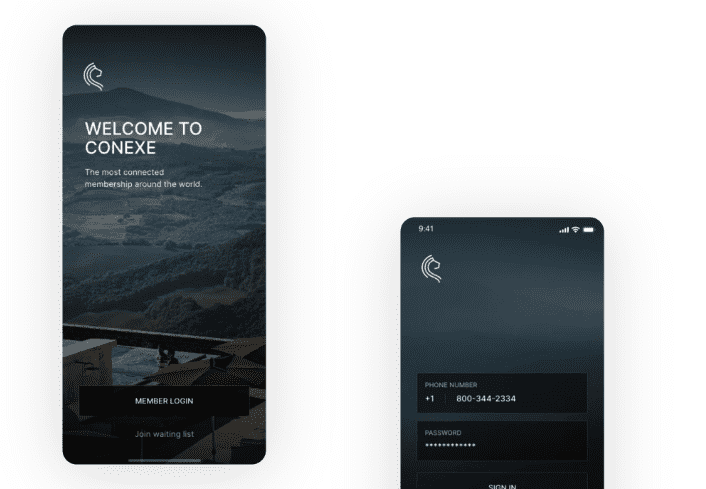 WELCOME TO
CONEXE
The most connected
membership around the world.
MEMBER LOGIN
Join waiting list
9:41
PHONE NUMBER
+1 800-344-2334
PASSWORD
************
SIGN IN